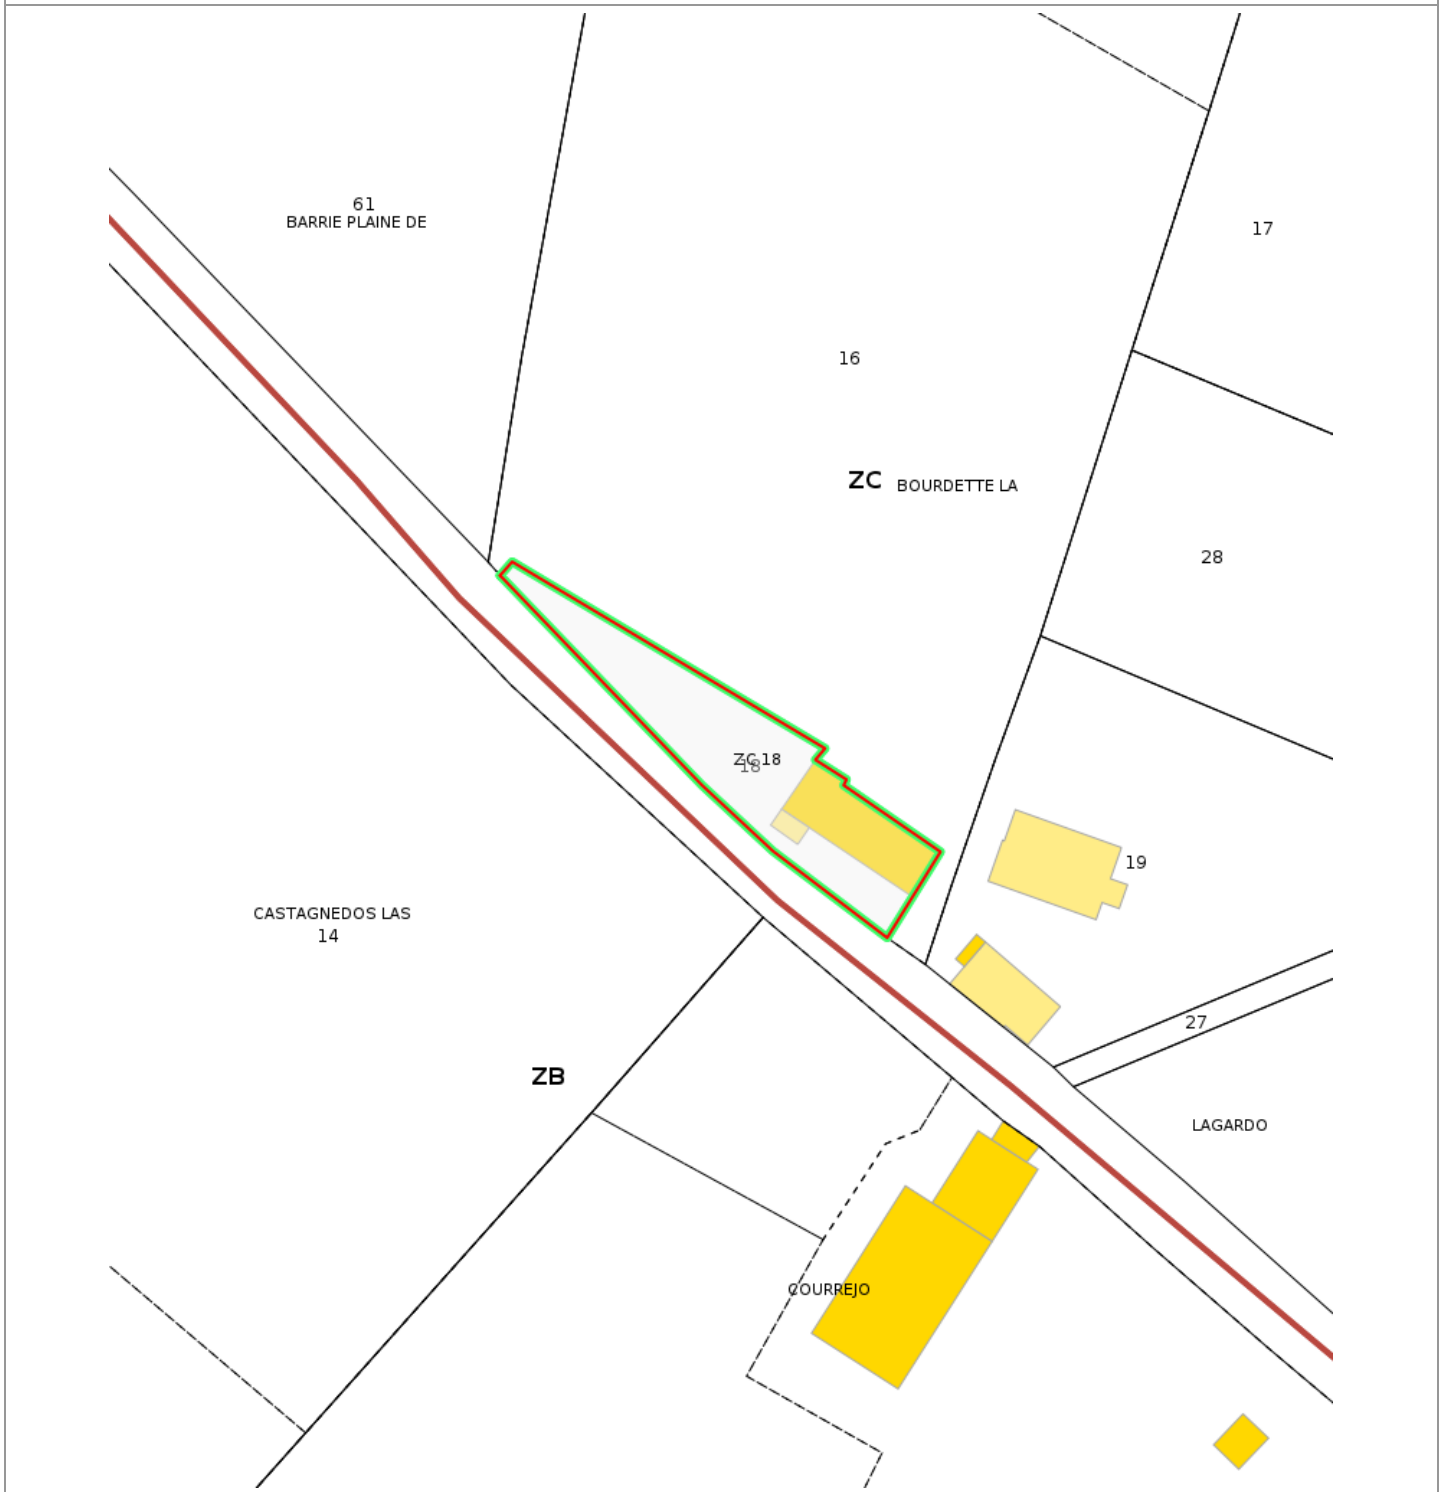 61
BARRIE PLAINE DE
17
16
ZC BOURDETTE LA
28
ZC 18
18
19
CASTAGNEDOS LAS
14
27
ZB
LAGARDO
COURREJO